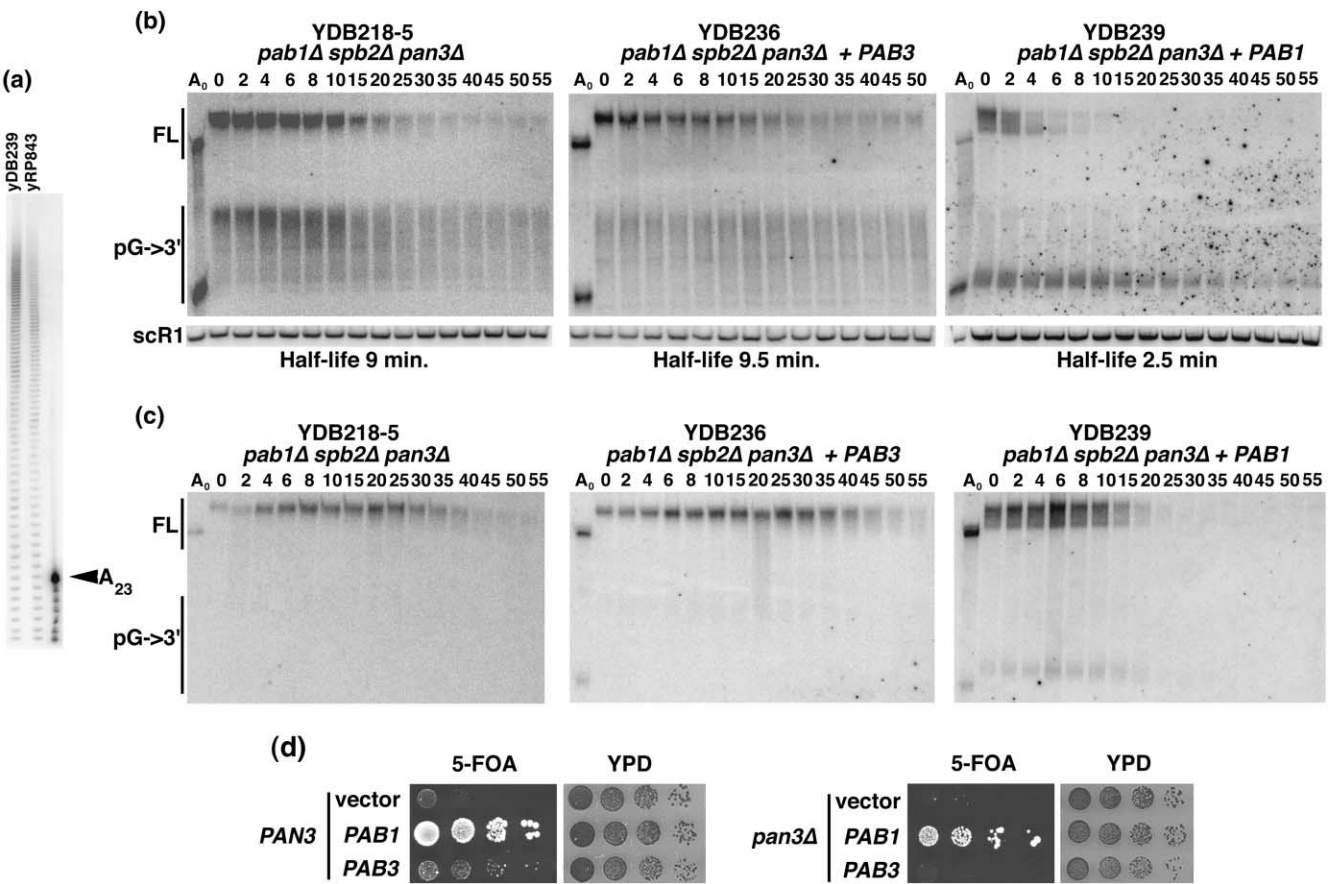 (a)
yDB239
yRP843
A23
(b)
YDB218-5
pab1Δ spb2Δ pan3Δ
A0 0 2 4 6 8 10 15 20 25 30 35 40 45 50 55
YDB236
pab1Δ spb2Δ pan3Δ + PAB3
A0 0 2 4 6 8 10 15 20 25 30 35 40 45 50
YDB239
pab1Δ spb2Δ pan3Δ + PAB1
A0 0 2 4 6 8 10 15 20 25 30 35 40 45 50 55
FL
pG->3'
scR1
Half-life 9 min.
Half-life 9.5 min.
Half-life 2.5 min
(c)
YDB218-5
pab1Δ spb2Δ pan3Δ
A0 0 2 4 6 8 10 15 20 25 30 35 40 45 50 55
YDB236
pab1Δ spb2Δ pan3Δ + PAB3
A0 0 2 4 6 8 10 15 20 25 30 35 40 45 50 55
YDB239
pab1Δ spb2Δ pan3Δ + PAB1
A0 0 2 4 6 8 10 15 20 25 30 35 40 45 50 55
FL
pG->3'
(d)
5-FOA YPD
vector
PAN3 PAB1
PAB3
5-FOA YPD
vector
pan3Δ PAB1
PAB3